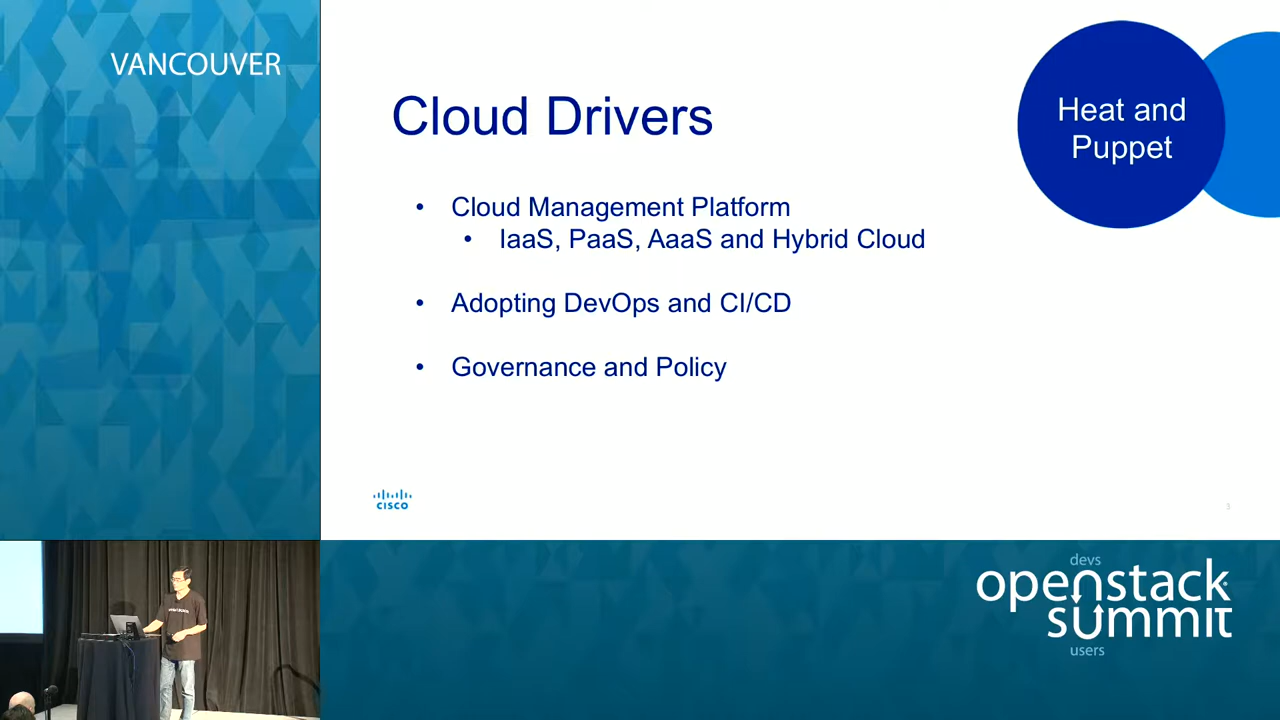 VANCOUVER
Cloud Drivers
Heat and
Puppet
• Cloud Management Platform
• IaaS, PaaS, AaaS and Hybrid Cloud
• Adopting DevOps and CI/CD
• Governance and Policy
CISCO
3
devs
openstack
summit
users